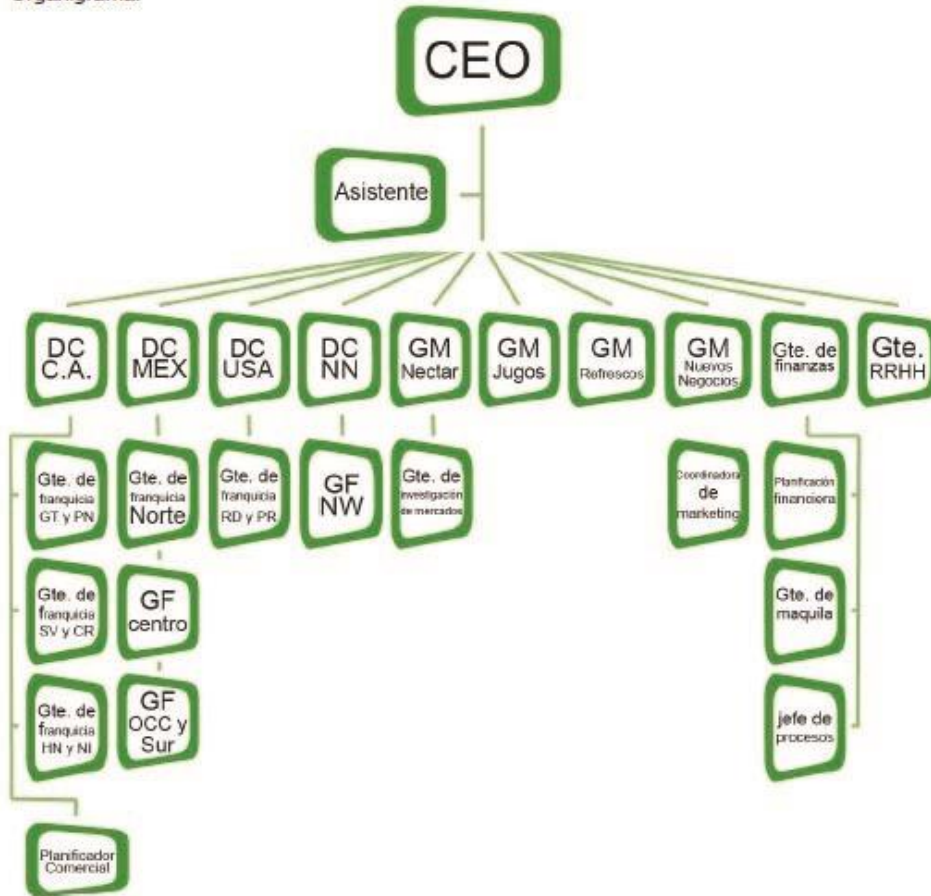 Organigrama.
CEO
Asistente
DC
C.A.
DC
MEX
DC
USA
DC
NN
GM
Nectar
GM
Jugos
GM
Refrescos
GM
Nuevos
Negocios
Gte. de
finanzas
Gte.
RRHH
Gte. de
franquicia
GT y PN
Gte. de
franquicia
Norte
Gte. de
franquicia
RD y PR
GF
NW
Gte. de
investigación
de mercados
Coordinadora
de
marketing
Planificación
financiera
Gte. de
franquicia
SV y CR
GF
centro
Gte. de
maquila
Gte. de
franquicia
HN y NI
GF
OCC y
Sur
jefe de
procesos
Planificador
Comercial